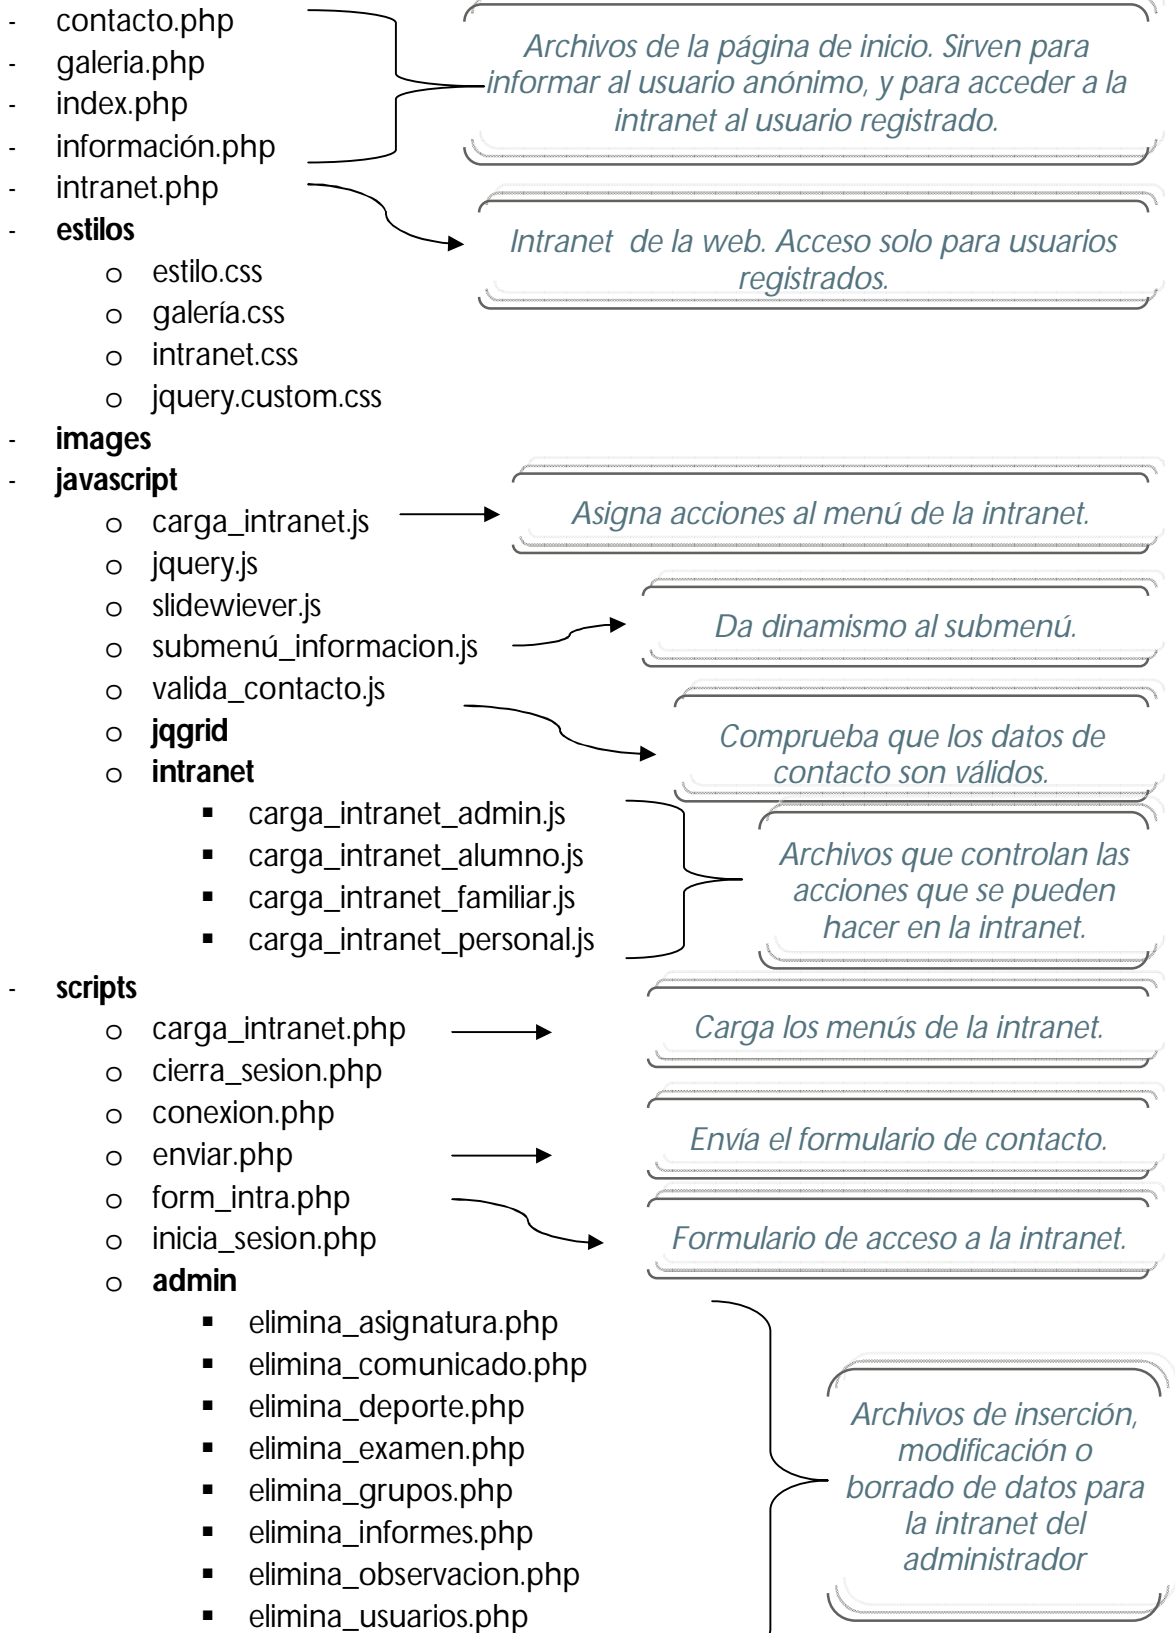 - contacto.php
- galeria.php
- index.php
- información.php
Archivos de la página de inicio. Sirven para
informar al usuario anónimo, y para acceder a la
intranet al usuario registrado.
- intranet.php
Intranet de la web. Acceso solo para usuarios
registrados.
- estilos
o estilo.css
o galería.css
o intranet.css
o jquery.custom.css
- images
- javascript
o carga_intranet.js
Asigna acciones al menú de la intranet.
o jquery.js
o slidewiever.js
o submenú_informacion.js
Da dinamismo al submenú.
o valida_contacto.js
Comprueba que los datos de
contacto son válidos.
o jqgrid
o intranet
▪ carga_intranet_admin.js
▪ carga_intranet_alumno.js
▪ carga_intranet_familiar.js
▪ carga_intranet_personal.js
Archivos que controlan las
acciones que se pueden
hacer en la intranet.
- scripts
o carga_intranet.php
Carga los menús de la intranet.
o cierra_sesion.php
o conexion.php
o enviar.php
Envía el formulario de contacto.
o form_intra.php
Formulario de acceso a la intranet.
o inicia_sesion.php
o admin
▪ elimina_asignatura.php
▪ elimina_comunicado.php
▪ elimina_deporte.php
▪ elimina_examen.php
▪ elimina_grupos.php
▪ elimina_informes.php
▪ elimina_observacion.php
▪ elimina_usuarios.php
Archivos de inserción,
modificación o
borrado de datos para
la intranet del
administrador